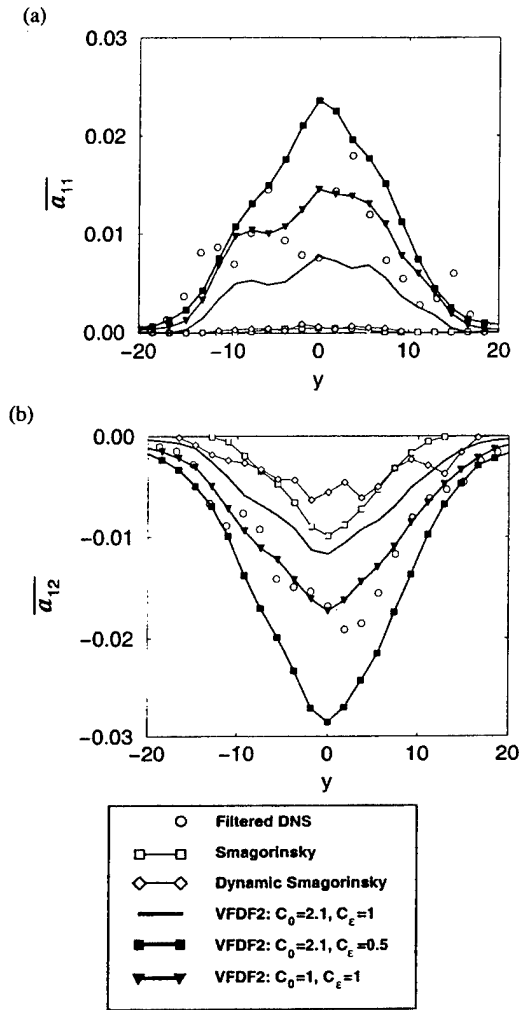 (a)
0.03
0.02
0.01
0.00
a̅₁₁
−20
−10
0
10
20
y
(b)
0.00
−0.01
−0.02
−0.03
a̅₁₂
−20
−10
0
10
20
y
Filtered DNS
Smagorinsky
Dynamic Smagorinsky
VFDF2: C₀=2.1, Cε=1
VFDF2: C₀=2.1, Cε=0.5
VFDF2: C₀=1, Cε=1